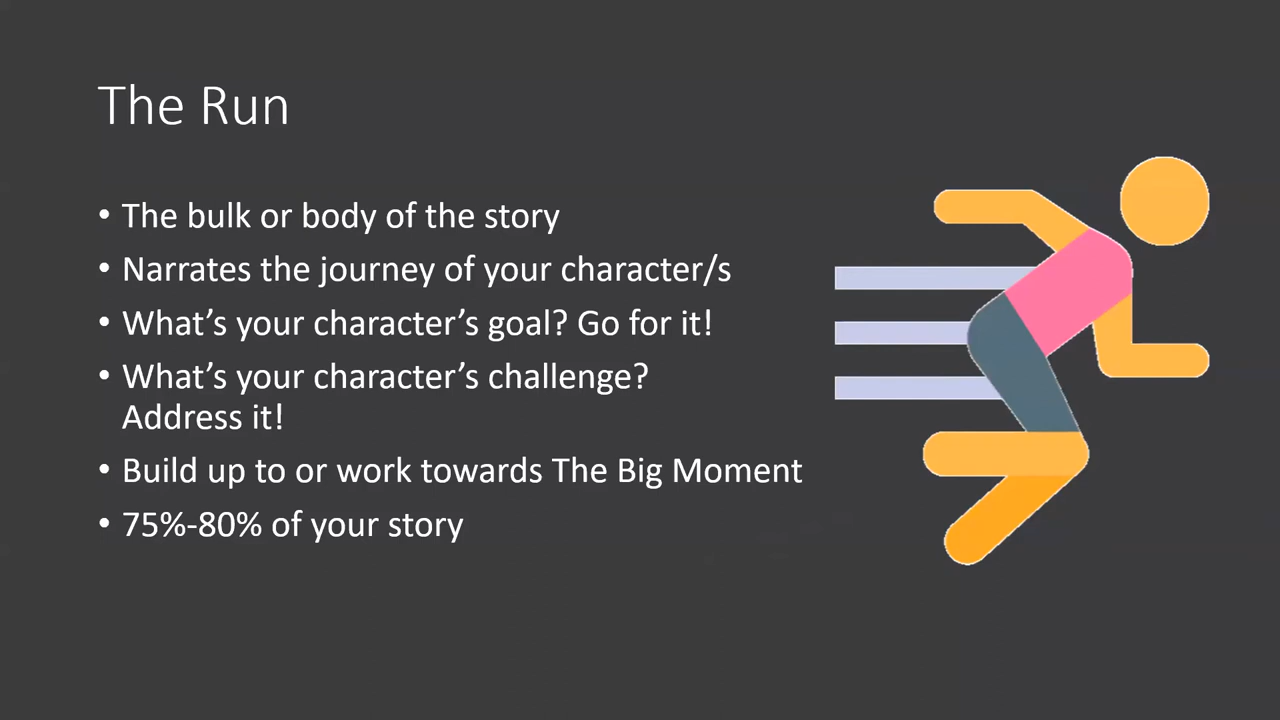 The Run
• The bulk or body of the story
• Narrates the journey of your character/s
• What’s your character’s goal? Go for it!
• What’s your character’s challenge?
Address it!
• Build up to or work towards The Big Moment
• 75%-80% of your story